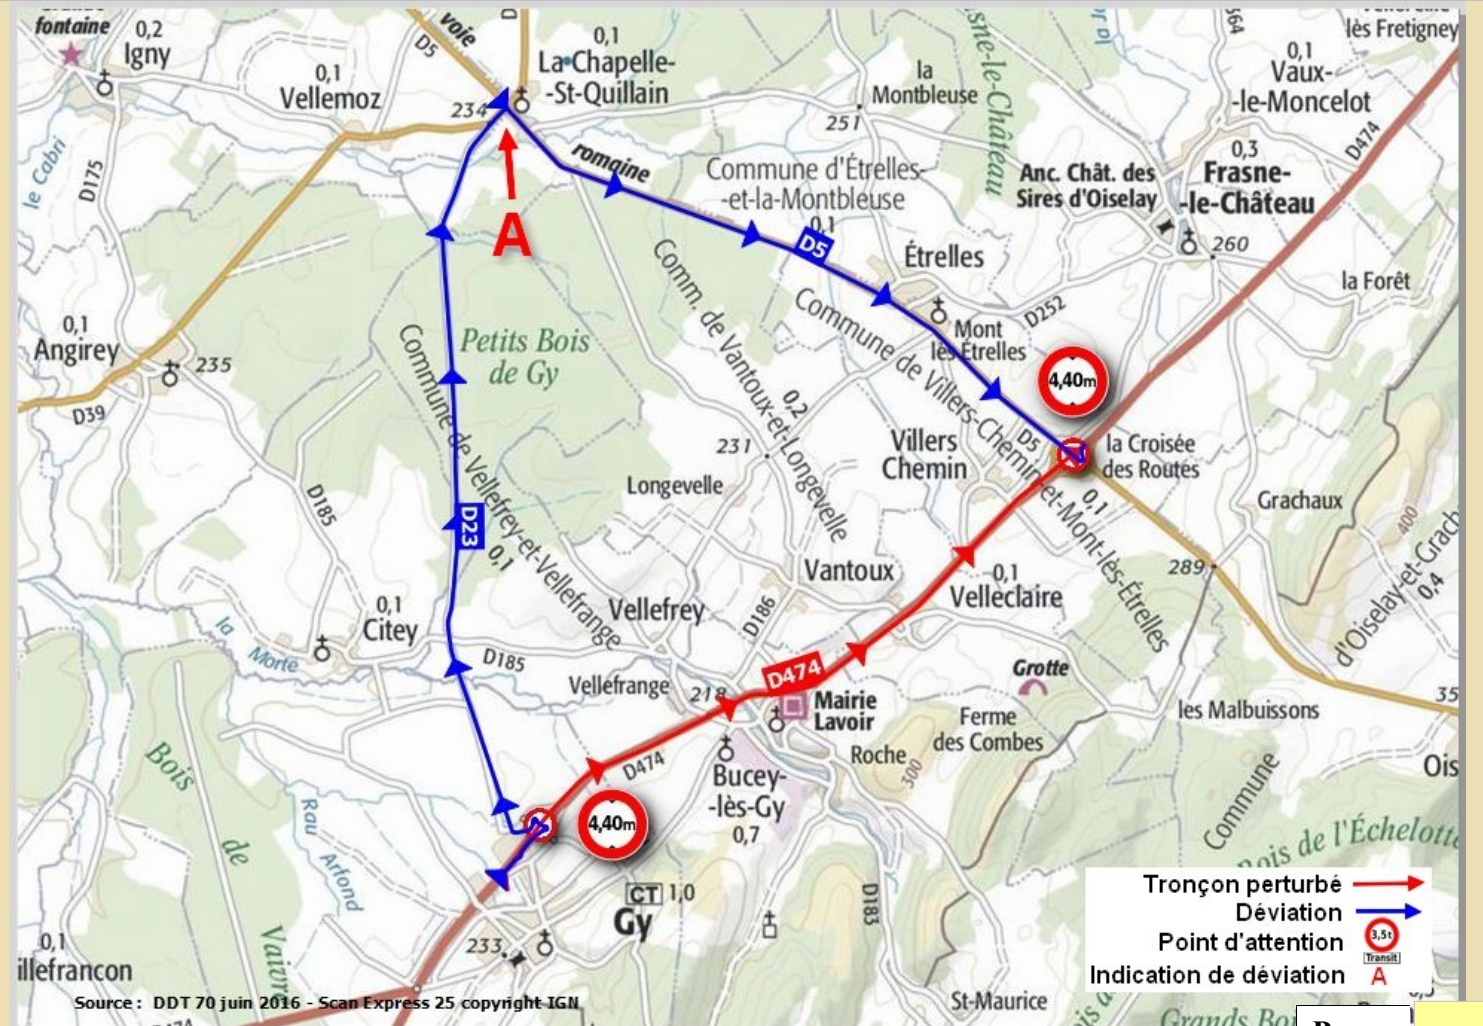 fontaine
0,2
Igny
voie
D5
0,1
La Chapelle-
-St-Quillain
0,1
Vellemoz
234
la
Montbleuse
251
0,1
Vaux-
-le-Moncelot
lès Fretigney
D474
le Cabri
D175
romaine
Commune d'Étrelles-
-et-la-Montbleuse
0,1
Anc. Chât. des
Sires d'Oiselay
0,3
Frasne-
-le-Château
260
A
D5
Étrelles
la Forêt
D252
Mont
lès Étrelles
0,1
Angirey
235
D39
Petits Bois
de Gy
Comm. de Vantoux-et-Longevelle
0,2
Commune de Villers-Chemin-et-Mont-lès-Étrelles
0,1
4,40m
D5
la Croisée
des Routes
Villers
Chemin
231
Longevelle
Grachaux
400
Commune de Vellefrey-et-Vellefrange
0,1
D185
D23
289
Vantoux
0,1
Velleclaire
Vellefrey
D186
0,1
Citey
la
Morte
D185
Vellefrange
218
D474
Mairie
Lavoir
Grotte
les Malbuissons
35
d'Oiselay-et-Grach
0,4
Ferme
des Combes
Roche
300
D474
Bucey-
-lès-Gy
0,7
4,40m
Bois
de
Rau
Arfond
Commune
Ois
Bois de l'Échelotte
CT 1,0
Gy
D183
233
0,1
illefrancon
St-Maurice
Tronçon perturbé
Déviation
Point d'attention
3,5t
Transit
Indication de déviation
A
Source : DDT 70 juin 2016 - Scan Express 25 copyright IGN